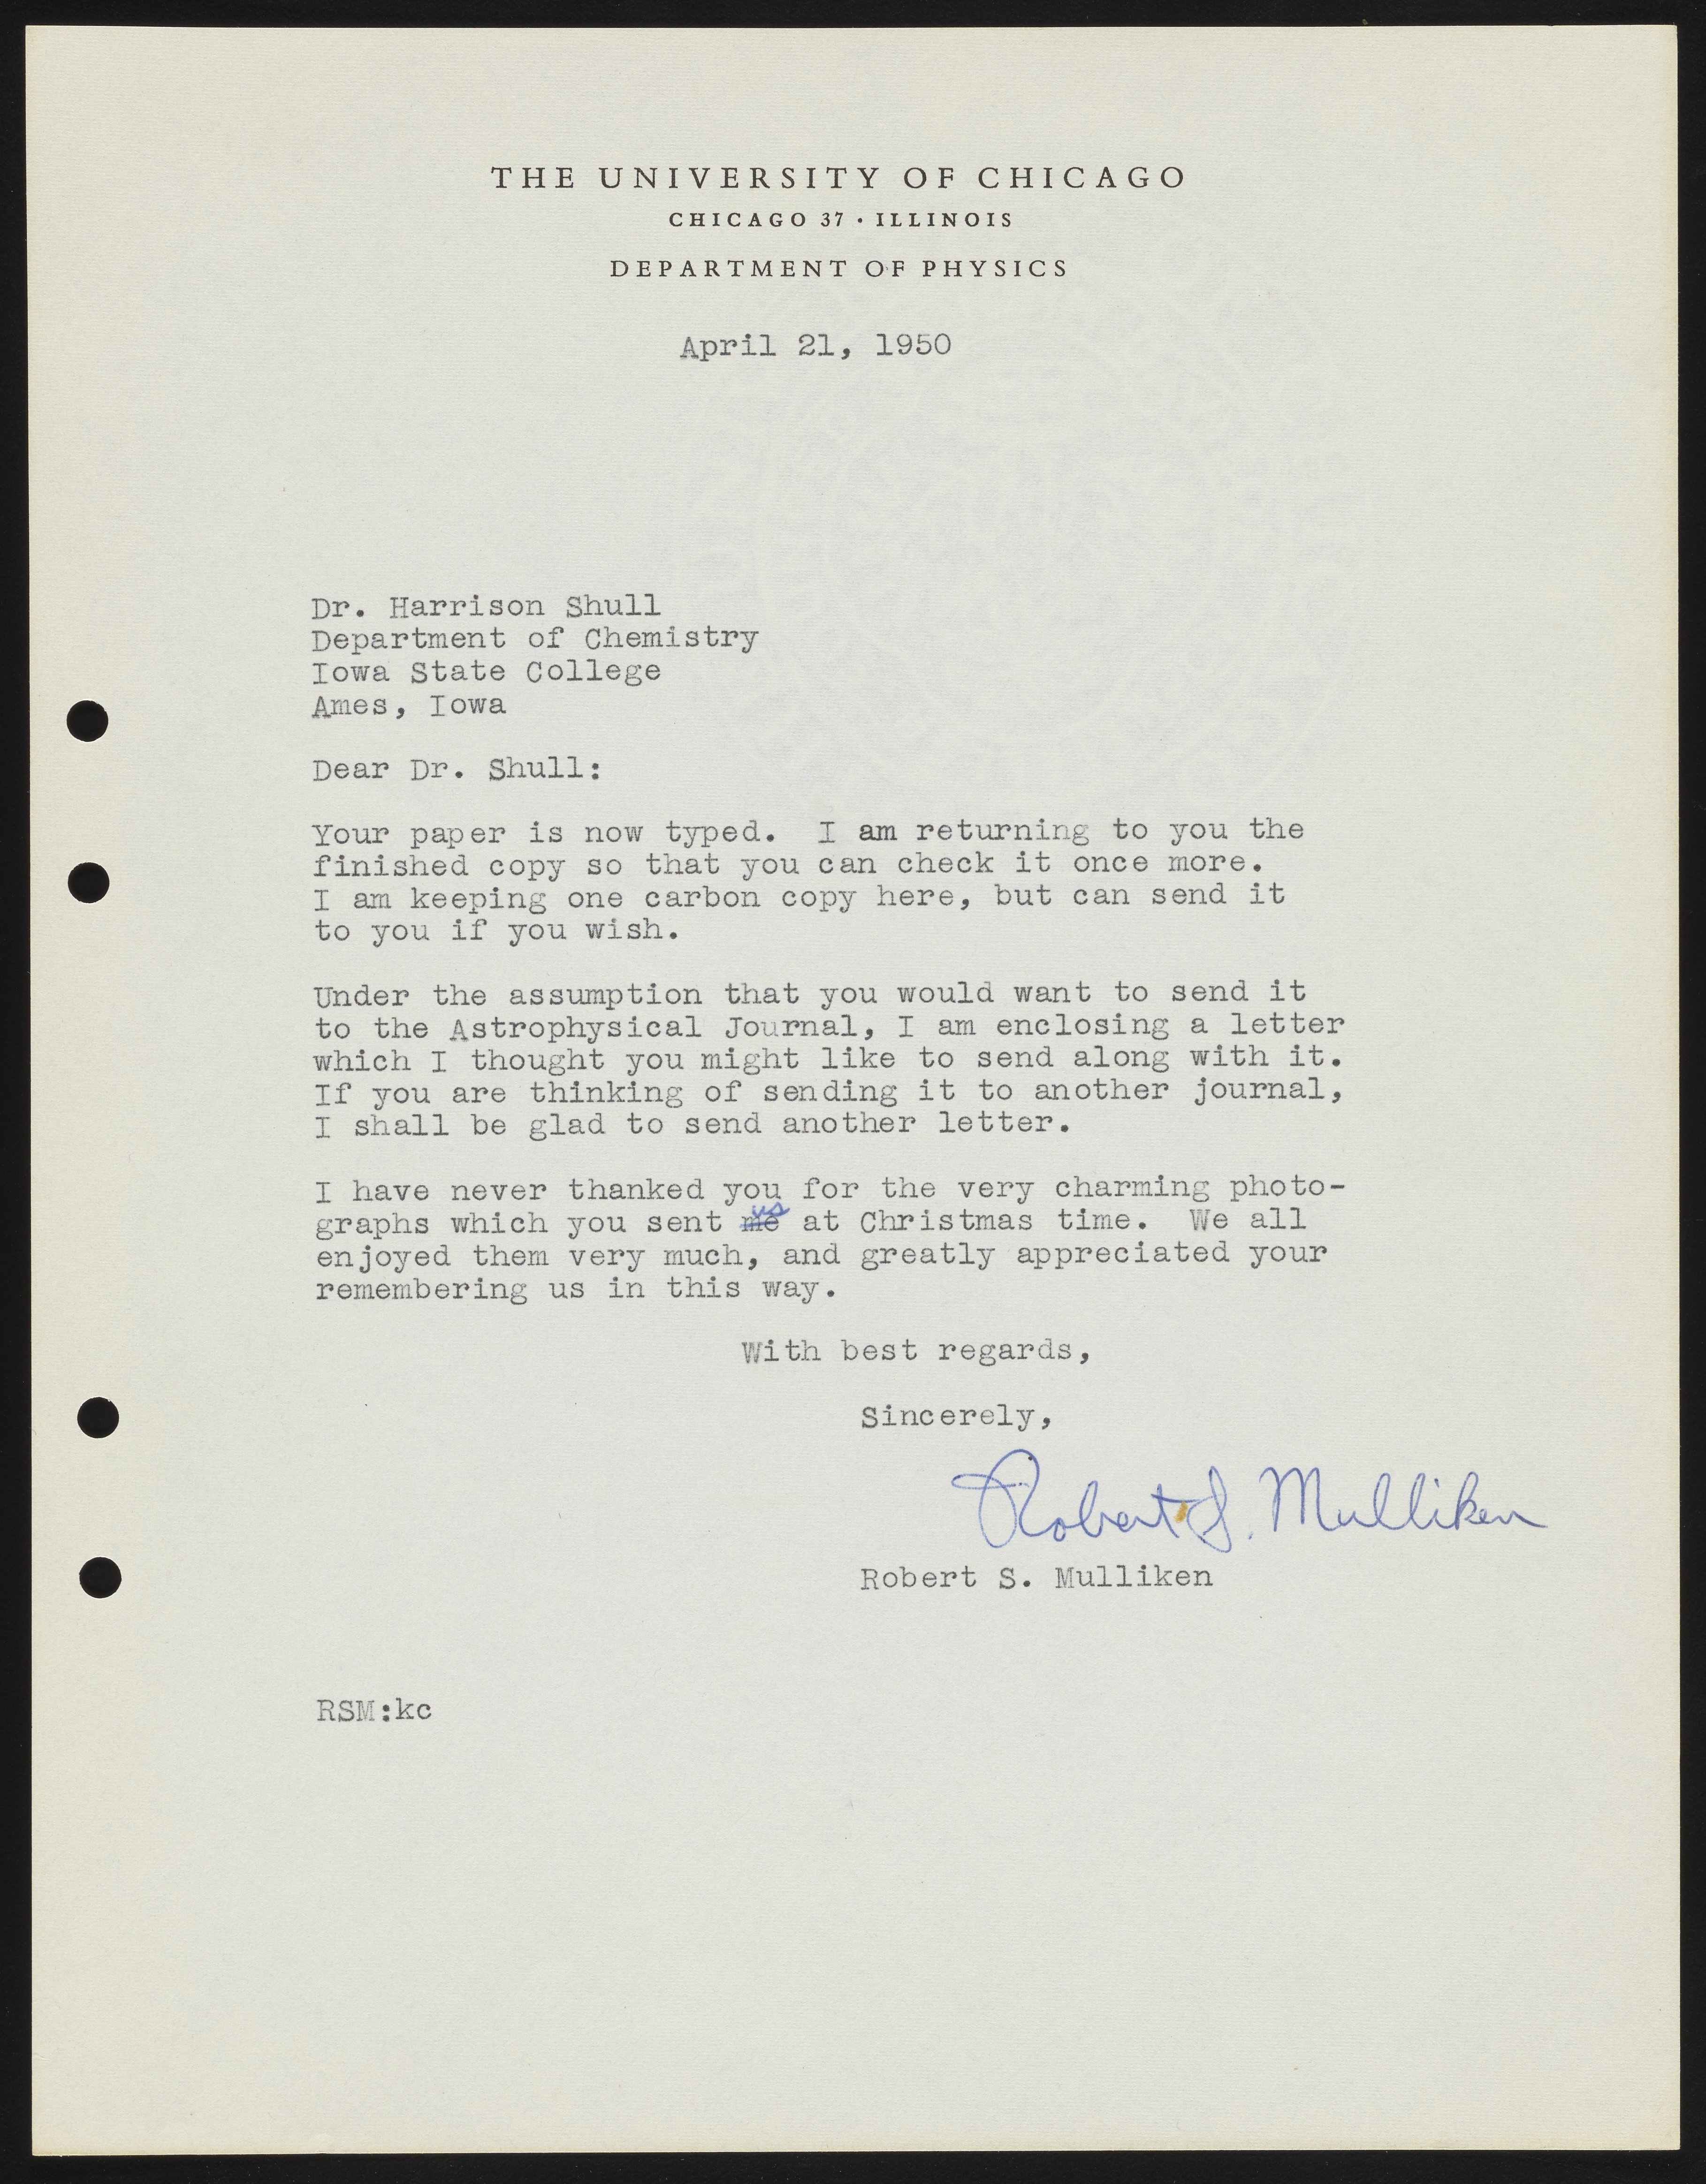 THE UNIVERSITY OF CHICAGO
CHICAGO 37 · ILLINOIS
DEPARTMENT OF PHYSICS
April 21, 1950
Dr. Harrison Shull
Department of Chemistry
Iowa State College
Ames, Iowa
Dear Dr. Shull:
Your paper is now typed. I am returning to you the
finished copy so that you can check it once more.
I am keeping one carbon copy here, but can send it
to you if you wish.
Under the assumption that you would want to send it
to the Astrophysical Journal, I am enclosing a letter
which I thought you might like to send along with it.
If you are thinking of sending it to another journal,
I shall be glad to send another letter.
I have never thanked you for the very charming photo-
graphs which you sent me us at Christmas time. We all
enjoyed them very much, and greatly appreciated your
remembering us in this way.
With best regards,
Sincerely,
Robert S. Mulliken
Robert S. Mulliken
RSM:kc